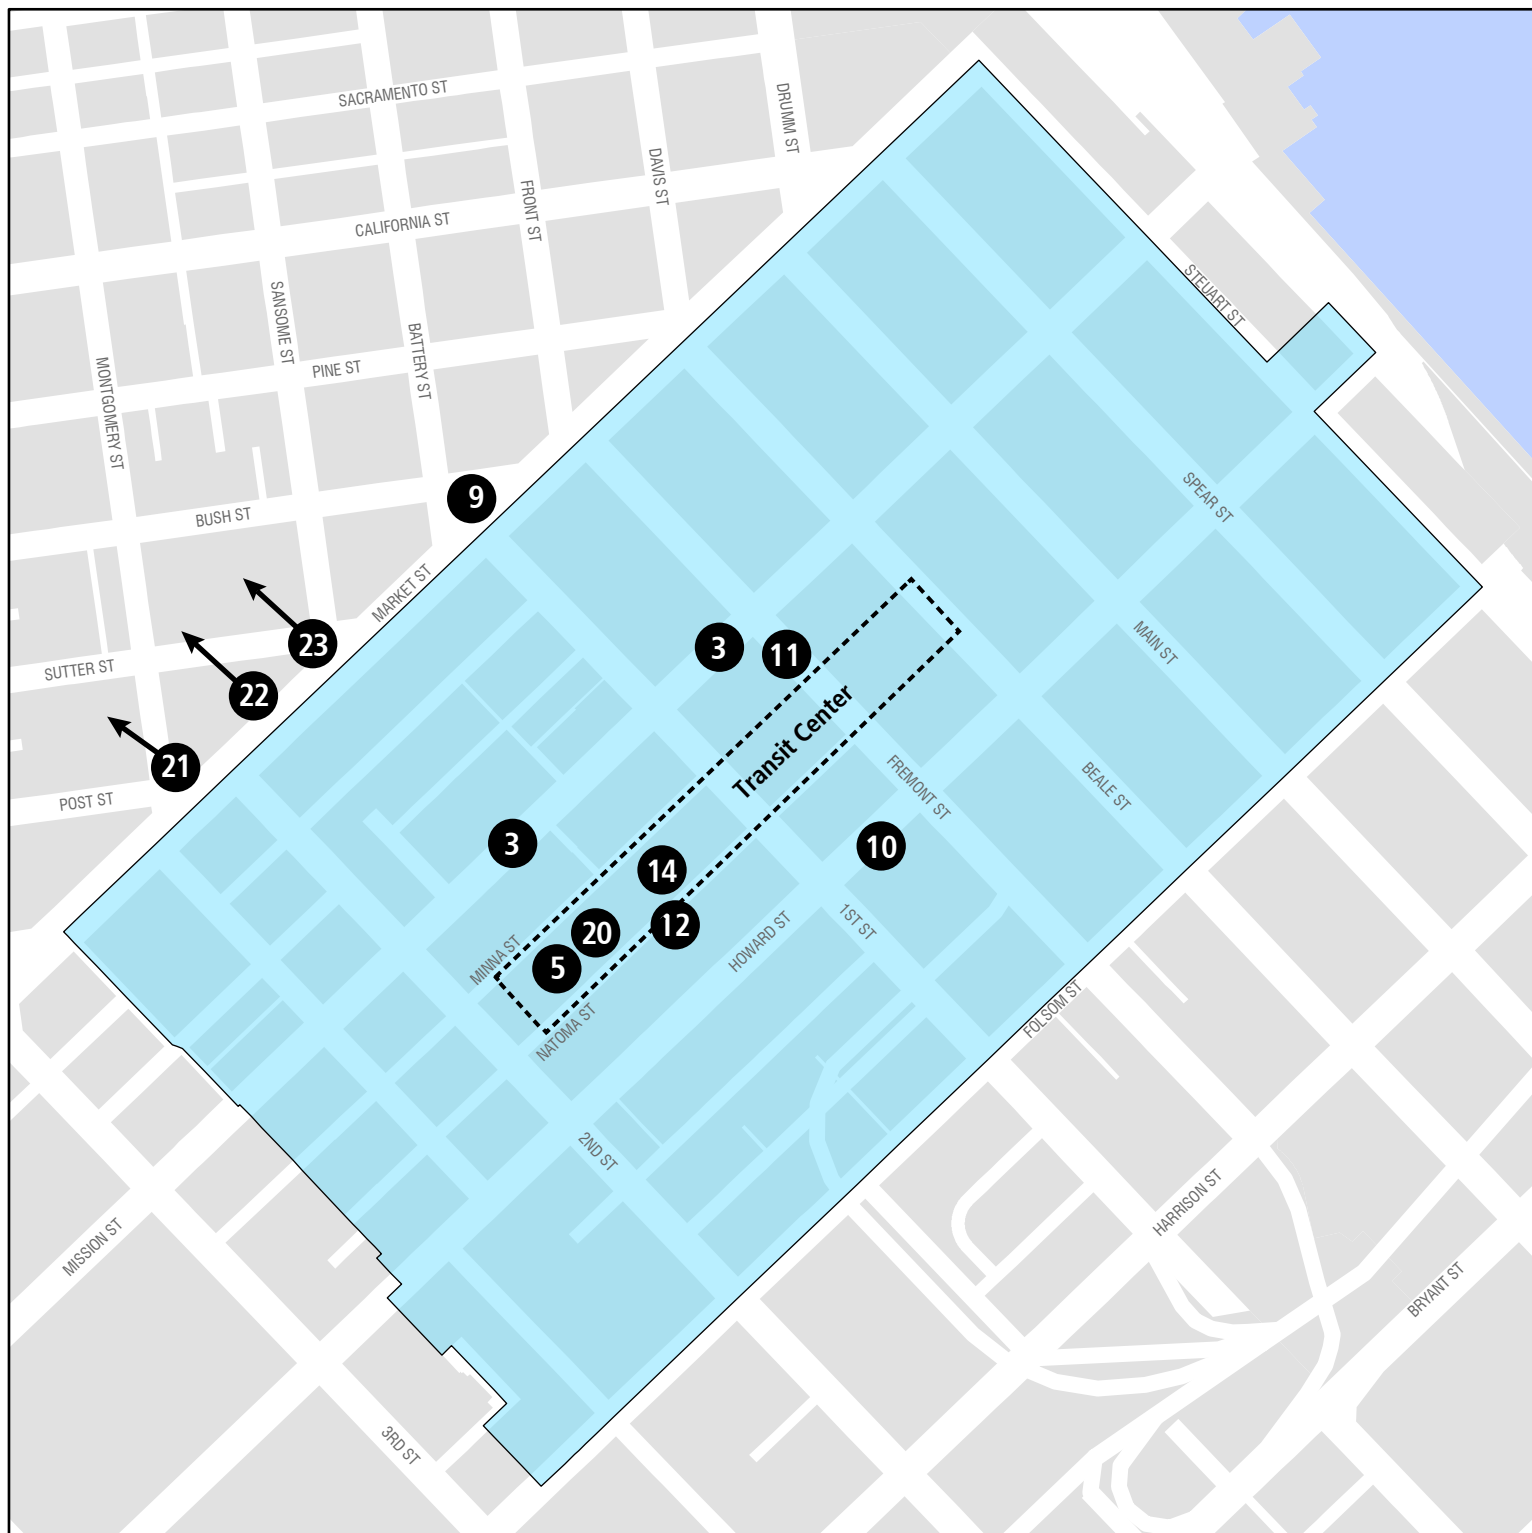 SACRAMENTO ST
DRUMM ST
DAVIS ST
FRONT ST
CALIFORNIA ST
STEUART ST
SANSOME ST
BATTERY ST
PINE ST
MONTGOMERY ST
9
SPEAR ST
BUSH ST
MARKET ST
23
3
11
MAIN ST
SUTTER ST
22
Transit Center
21
FREMONT ST
BEALE ST
POST ST
3
10
14
12
20
1ST ST
HOWARD ST
MINNA ST
5
NATOMA ST
FOLSOM ST
2ND ST
HARRISON ST
MISSION ST
BRYANT ST
3RD ST